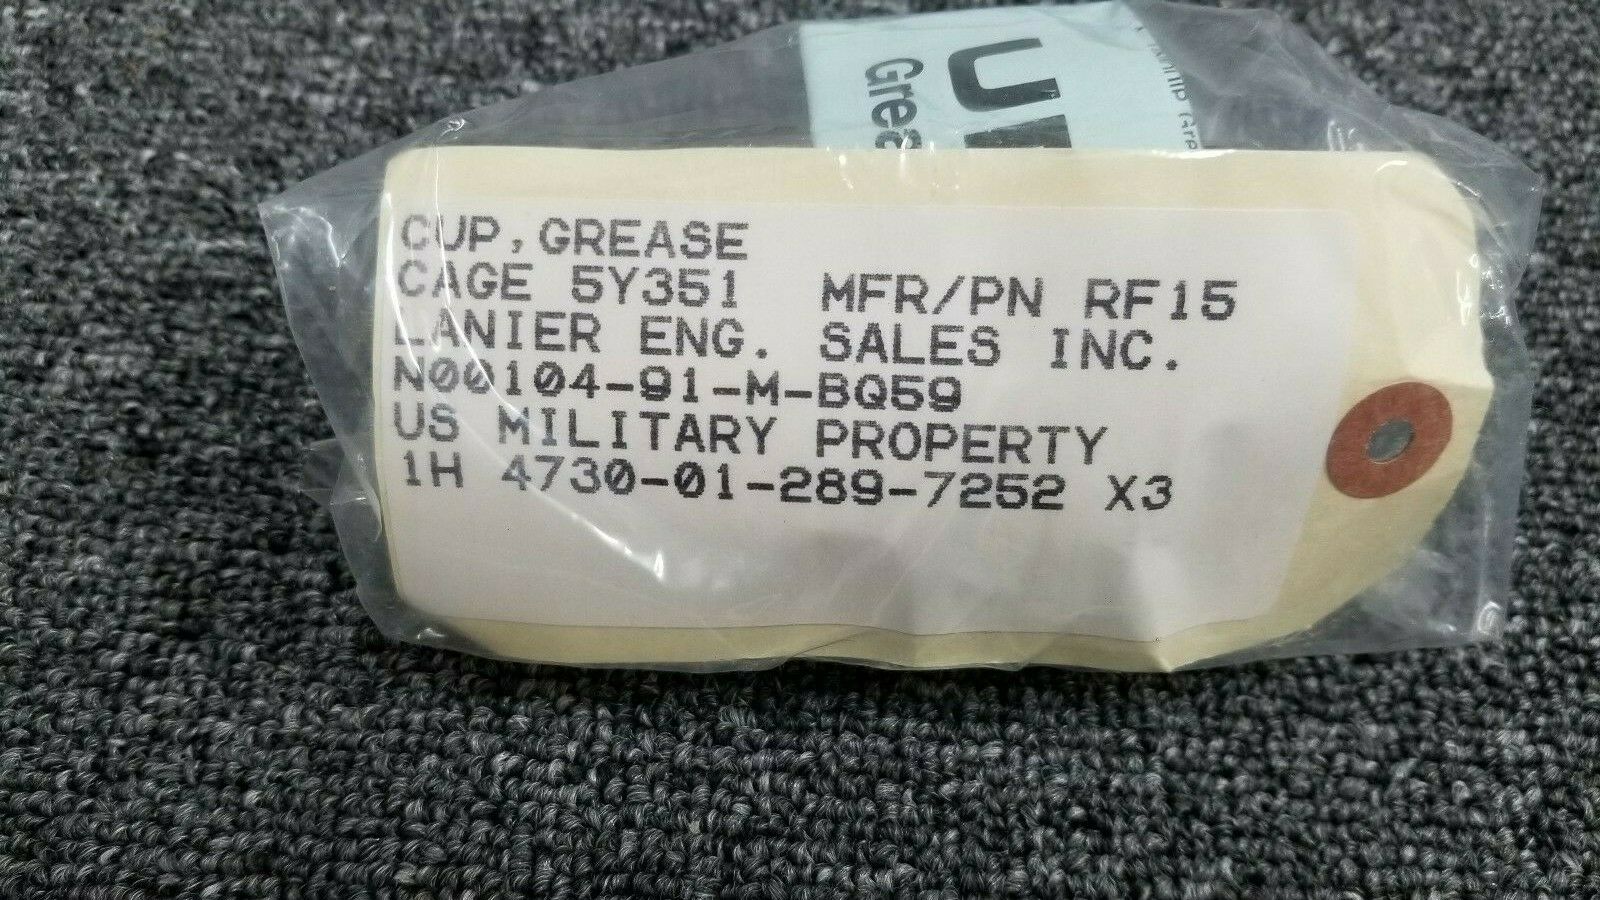 CUP, GREASE
CAGE 5Y351 MFR/PN RF15
LANIER ENG. SALES INC.
N00104-91-M-BQ59
US MILITARY PROPERTY
1H 4730-01-289-7252 X3